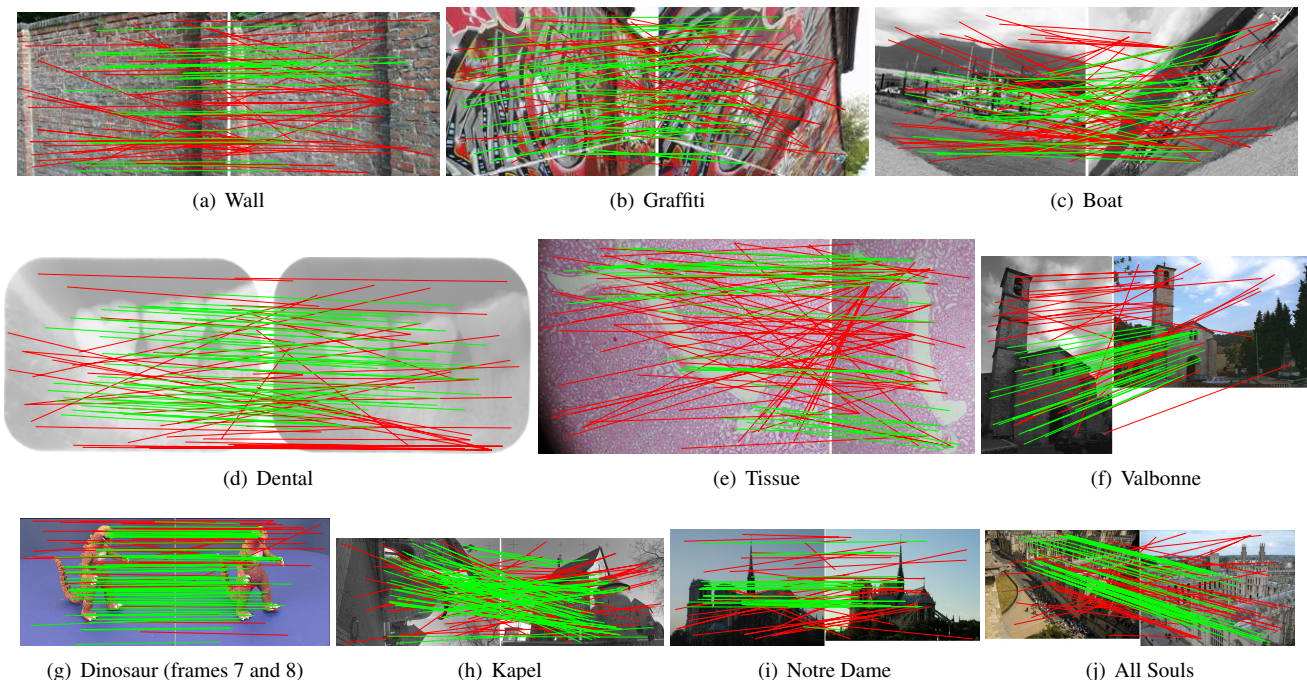 (a) Wall
(b) Graffiti
(c) Boat
(d) Dental
(e) Tissue
(f) Valbonne
(g) Dinosaur (frames 7 and 8)
(h) Kapel
(i) Notre Dame
(j) All Souls